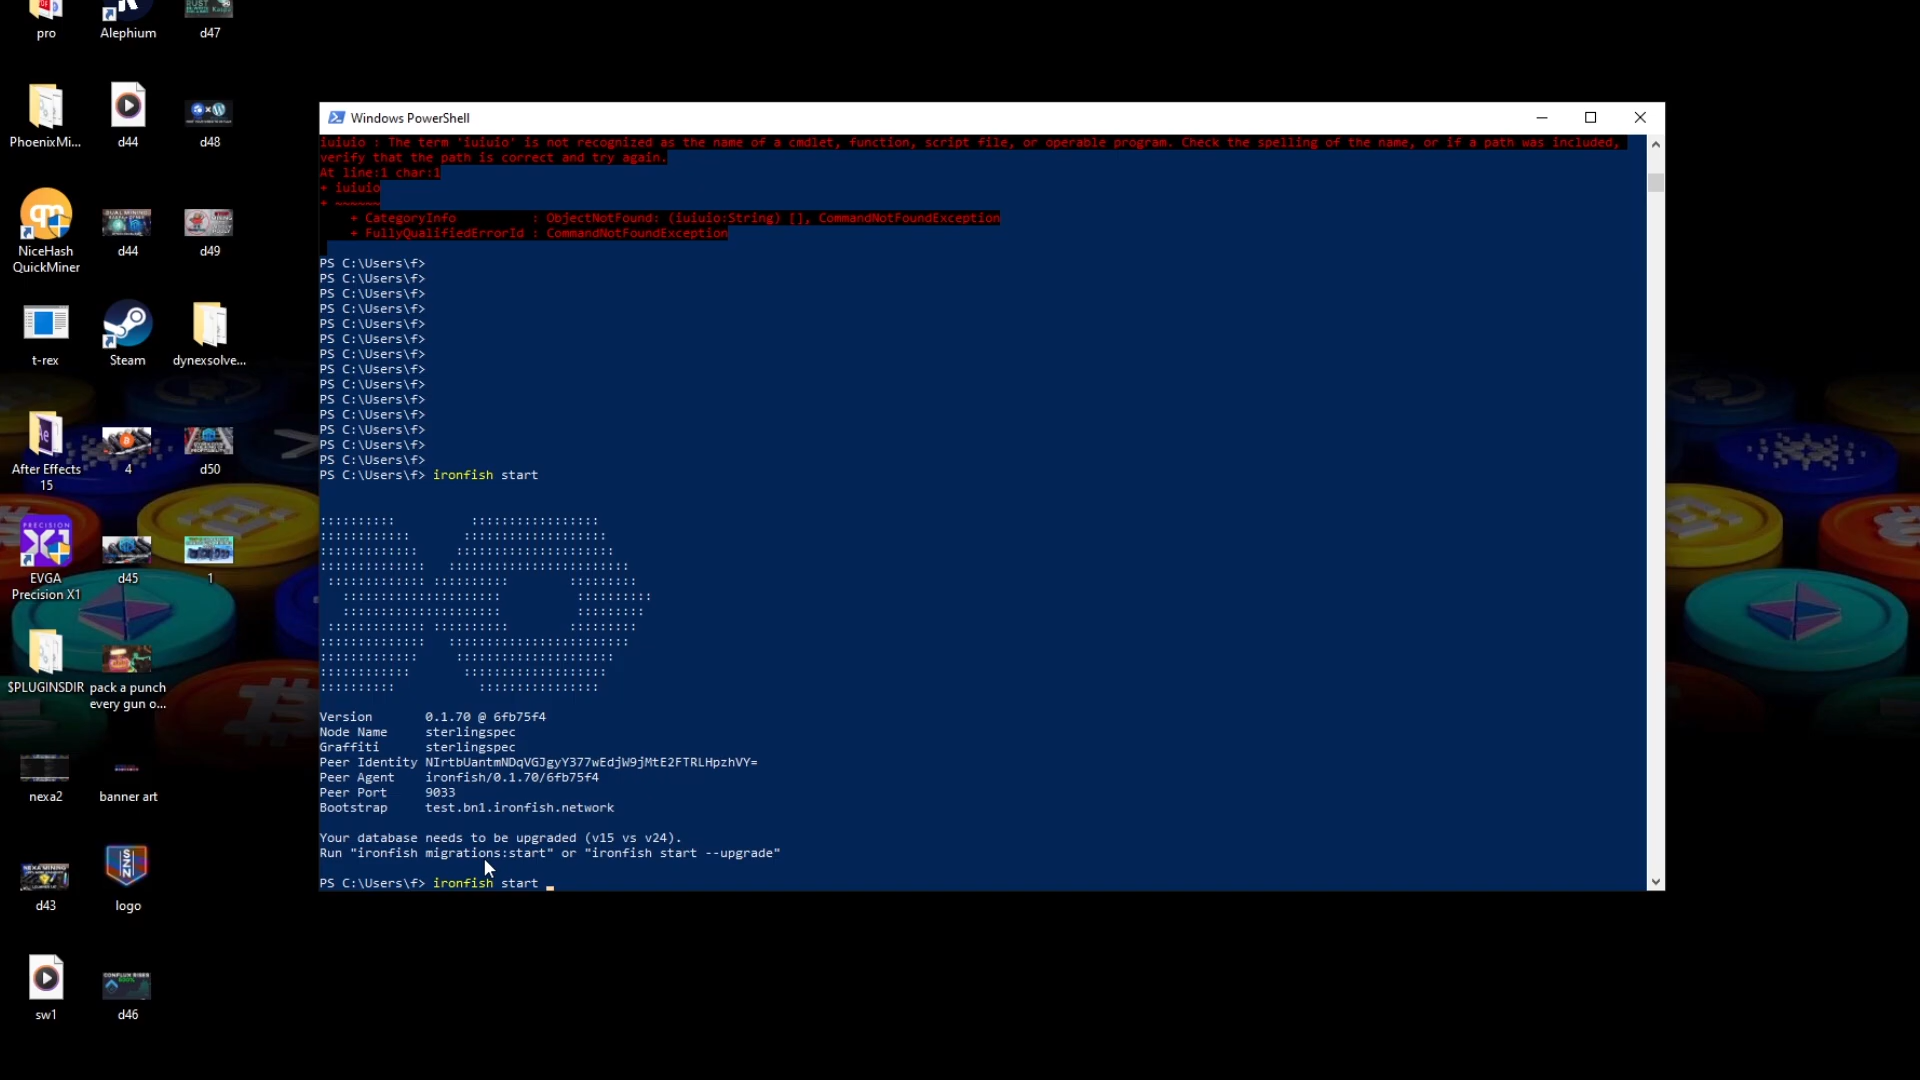 pro
Alephium
d47
PhoenixMi...
d44
d48
NiceHash
QuickMiner
d44
d49
t-rex
Steam
dynexsolve...
After Effects
15
4
d50
EVGA
Precision X1
d45
1
$PLUGINSDIR
pack a punch
every gun o...
nexa2
banner art
d43
logo
sw1
d46
Windows PowerShell
iuiuio : The term 'iuiuio' is not recognized as the name of a cmdlet, function, script file, or operable program. Check the spelling of the name, or if a path was included,
verify that the path is correct and try again.
At line:1 char:1
+ iuiuio
+ ~~~~~~
+ CategoryInfo : ObjectNotFound: (iuiuio:String) [], CommandNotFoundException
+ FullyQualifiedErrorId : CommandNotFoundException
PS C:\Users\f>
PS C:\Users\f>
PS C:\Users\f>
PS C:\Users\f>
PS C:\Users\f>
PS C:\Users\f>
PS C:\Users\f>
PS C:\Users\f>
PS C:\Users\f>
PS C:\Users\f>
PS C:\Users\f>
PS C:\Users\f>
PS C:\Users\f>
PS C:\Users\f>
PS C:\Users\f> ironfish start
Version 0.1.70 @ 6fb75f4
Node Name sterlingspec
Graffiti sterlingspec
Peer Identity NIrtbUantmNDqVGJgyY377wEdjW9jMtE2FTRLHpzhVY=
Peer Agent ironfish/0.1.70/6fb75f4
Peer Port 9033
Bootstrap test.bn1.ironfish.network
Your database needs to be upgraded (v15 vs v24).
Run "ironfish migrations:start" or "ironfish start --upgrade"
PS C:\Users\f> ironfish start